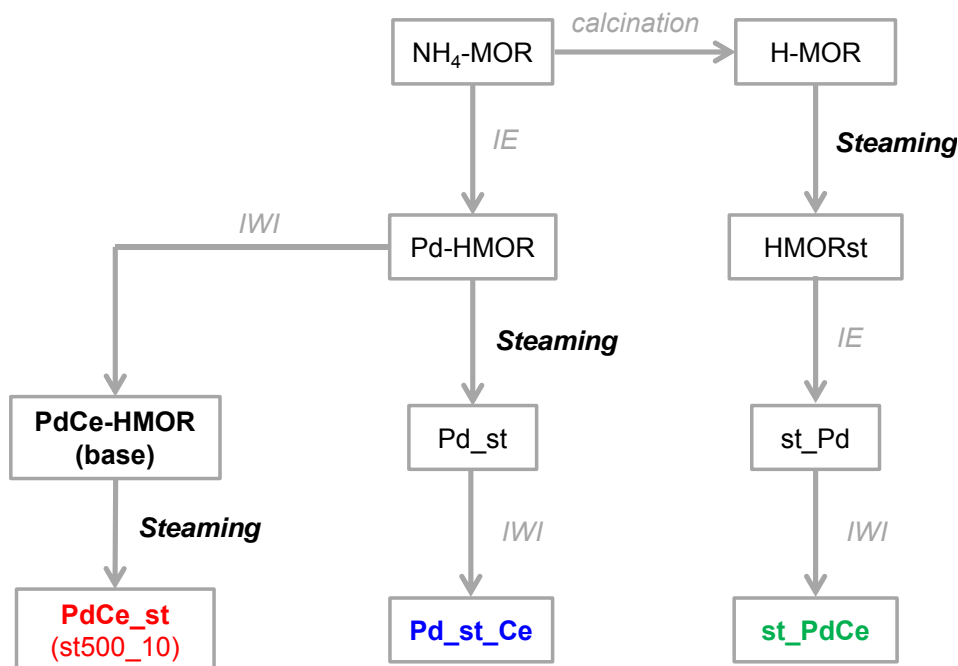 calcination
NH₄-MOR
H-MOR
IE
Steaming
IWI
Pd-HMOR
HMORst
Steaming
IE
PdCe-HMOR
(base)
Pd_st
st_Pd
Steaming
IWI
IWI
PdCe_st
(st500_10)
Pd_st_Ce
st_PdCe